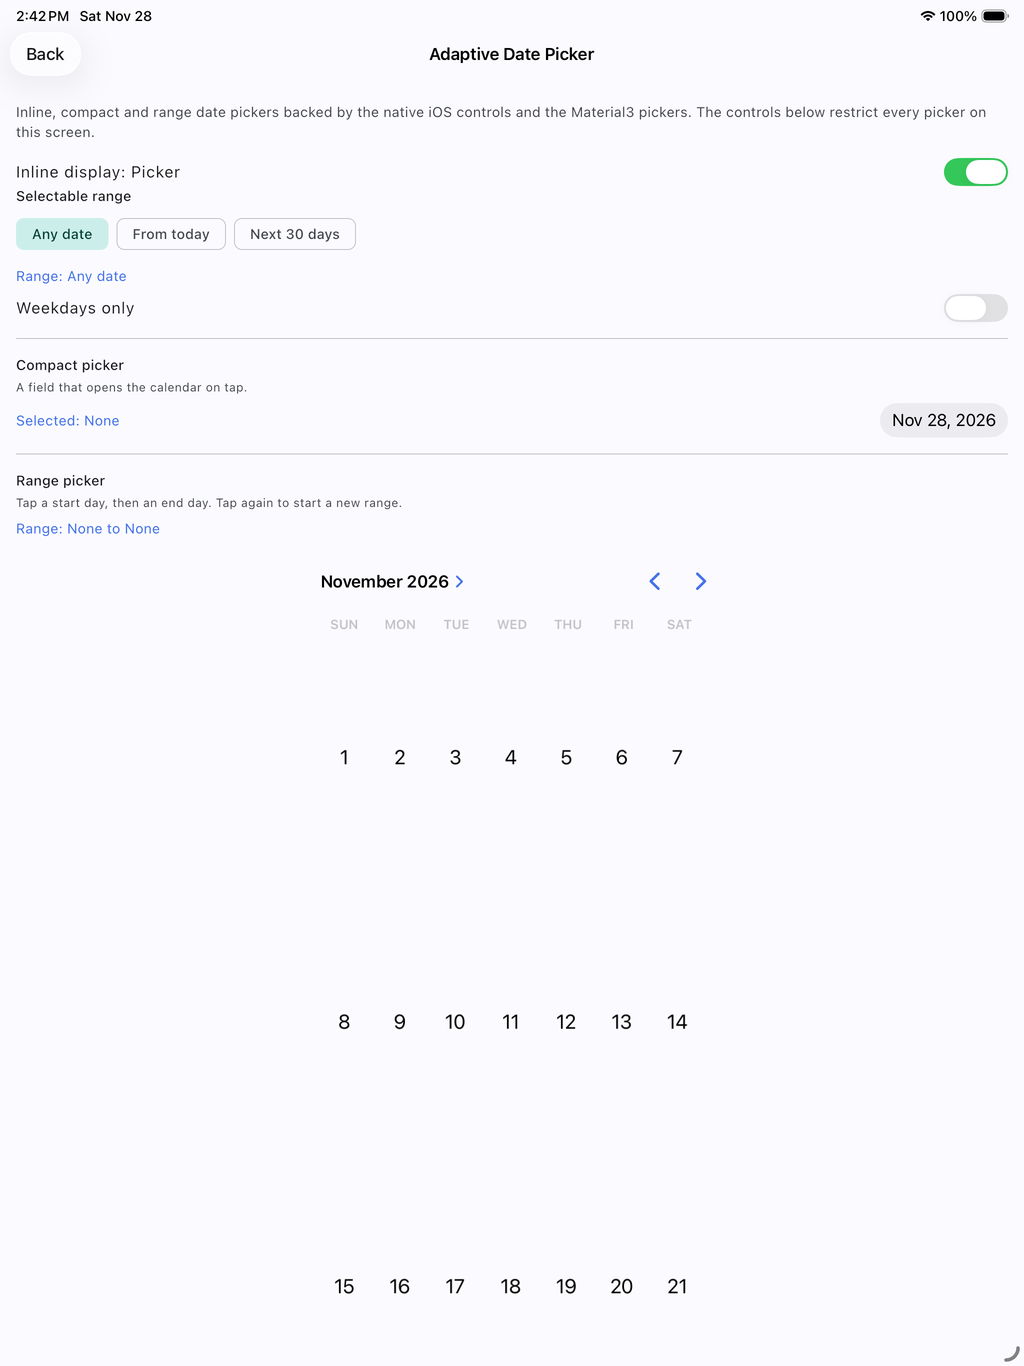 2:42 PM Sat Nov 28 100%
Back Adaptive Date Picker
Inline, compact and range date pickers backed by the native iOS controls and the Material3 pickers. The controls below restrict every picker on
this screen.
Inline display: Picker
Selectable range
Any date From today Next 30 days
Range: Any date
Weekdays only
Compact picker
A field that opens the calendar on tap.
Selected: None Nov 28, 2026
Range picker
Tap a start day, then an end day. Tap again to start a new range.
Range: None to None
November 2026
SUN MON TUE WED THU FRI SAT
1 2 3 4 5 6 7
8 9 10 11 12 13 14
15 16 17 18 19 20 21